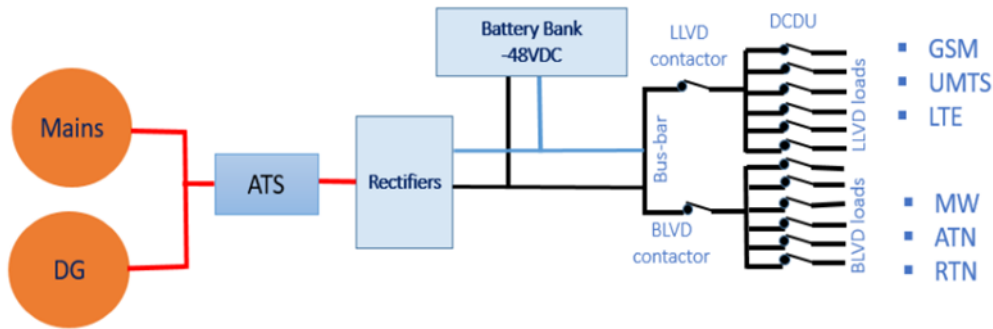 Mains
DG
ATS
Rectifiers
Battery Bank
-48VDC
Bus-bar
LLVD
contactor
BLVD
contactor
DCDU
LLVD loads
BLVD loads
▪ GSM
▪ UMTS
▪ LTE
▪ MW
▪ ATN
▪ RTN